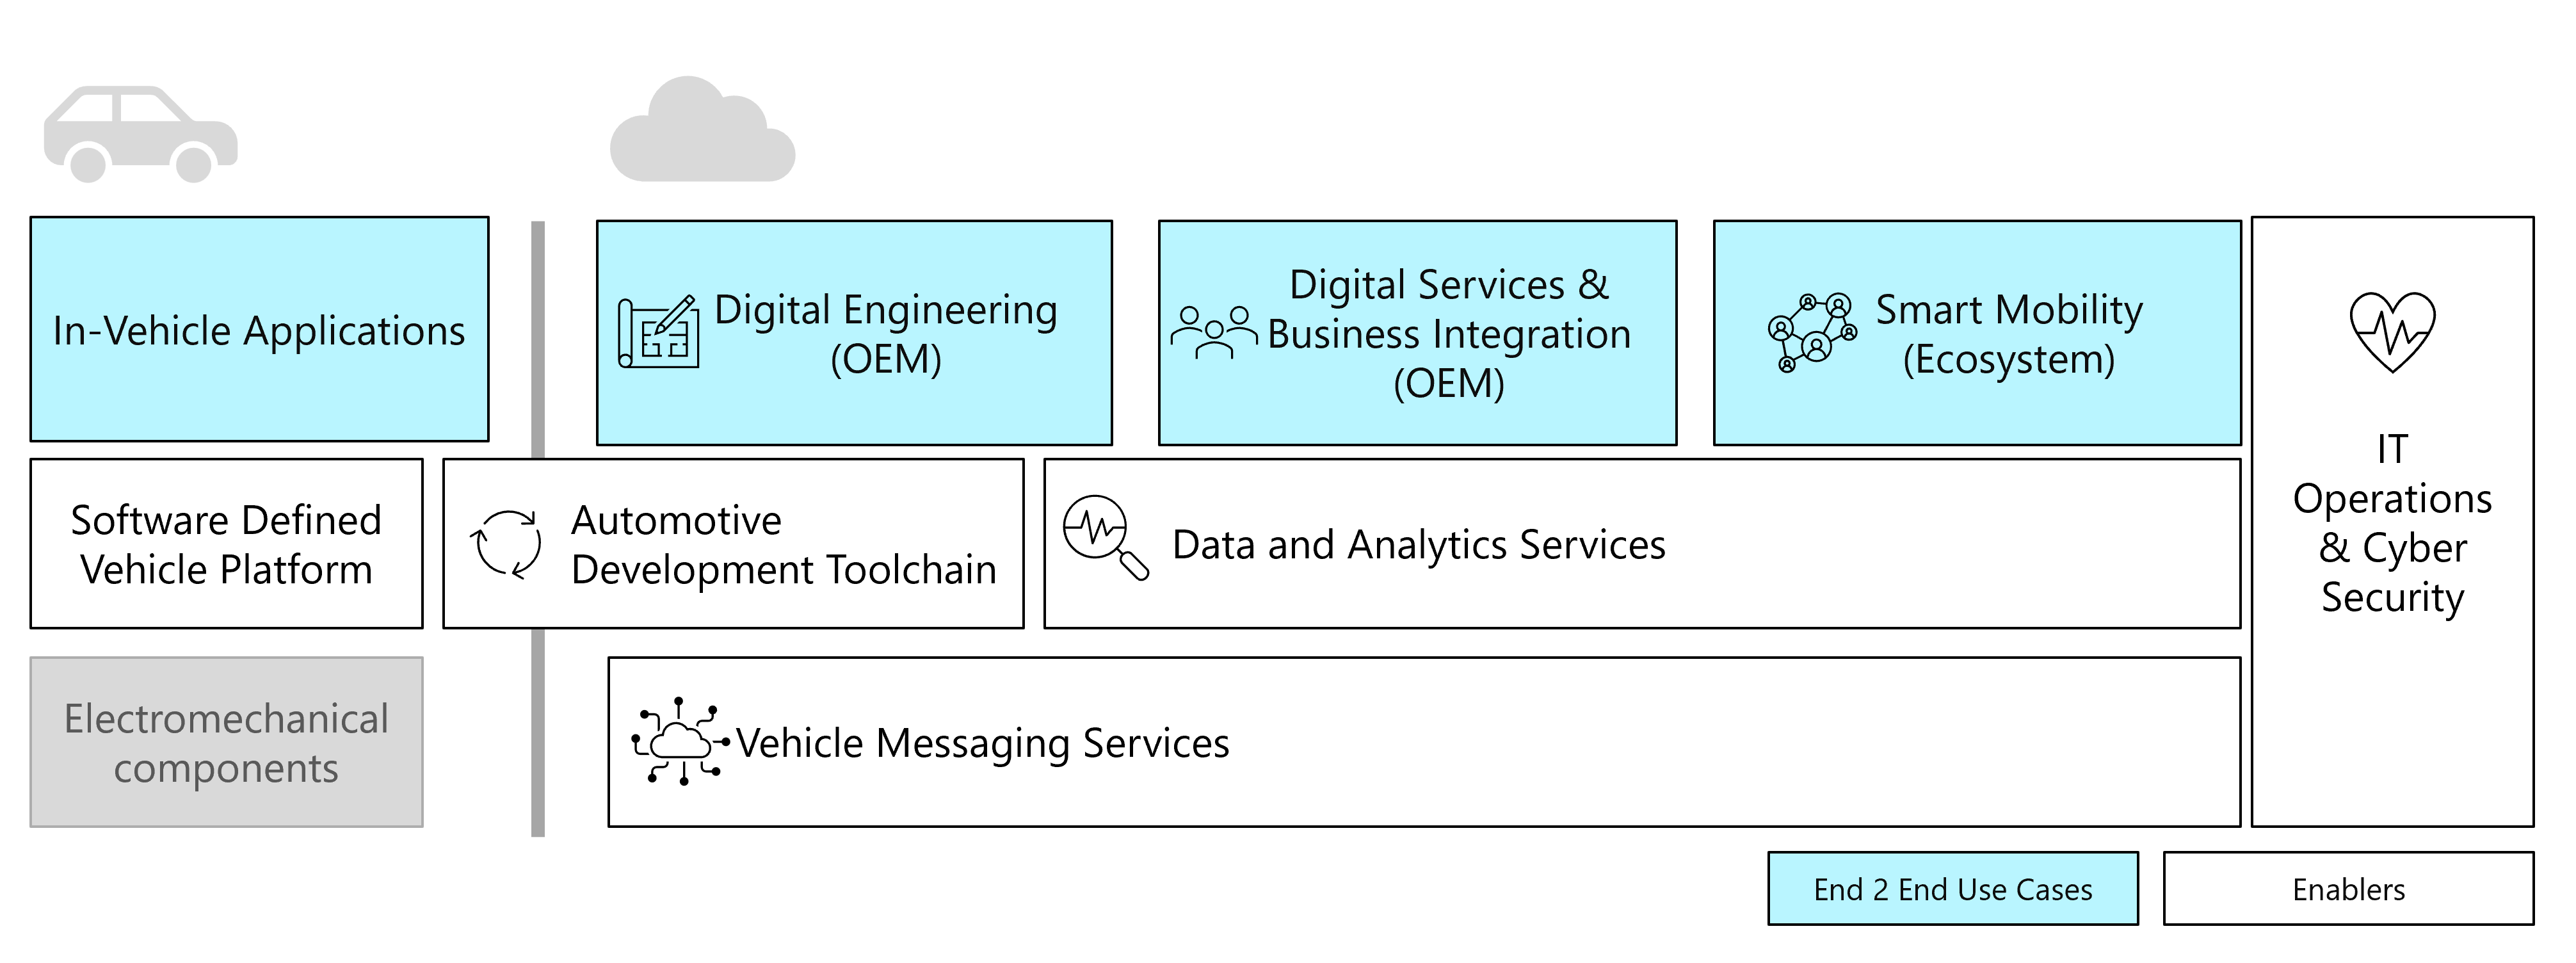 In-Vehicle Applications
Digital Engineering
(OEM)
Digital Services &
Business Integration
(OEM)
Smart Mobility
(Ecosystem)
IT
Operations
& Cyber
Security
Software Defined
Vehicle Platform
Automotive
Development Toolchain
Data and Analytics Services
Electromechanical
components
Vehicle Messaging Services
End 2 End Use Cases
Enablers